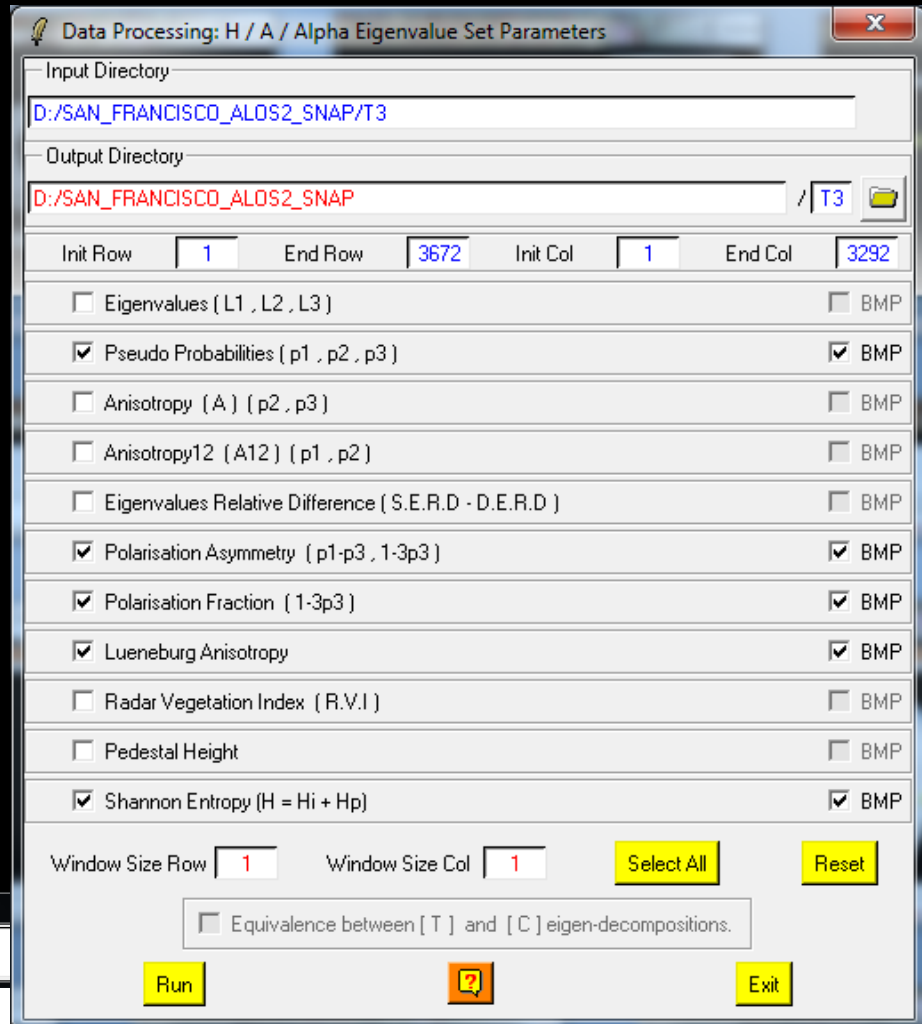 Data Processing: H / A / Alpha Eigenvalue Set Parameters
Input Directory
D:/SAN_FRANCISCO_ALOS2_SNAP/T3
Output Directory
D:/SAN_FRANCISCO_ALOS2_SNAP / T3
Init Row 1 End Row 3672 Init Col 1 End Col 3292
Eigenvalues ( L1 , L2 , L3 ) BMP
Pseudo Probabilities ( p1 , p2 , p3 ) BMP
Anisotropy ( A ) ( p2 , p3 ) BMP
Anisotropy12 ( A12 ) ( p1 , p2 ) BMP
Eigenvalues Relative Difference ( S.E.R.D - D.E.R.D ) BMP
Polarisation Asymmetry ( p1-p3 , 1-3p3 ) BMP
Polarisation Fraction ( 1-3p3 ) BMP
Lueneburg Anisotropy BMP
Radar Vegetation Index ( R.V.I ) BMP
Pedestal Height BMP
Shannon Entropy (H = Hi + Hp) BMP
Window Size Row 1 Window Size Col 1 Select All Reset
Equivalence between [ T ] and [ C ] eigen-decompositions.
Run ? Exit